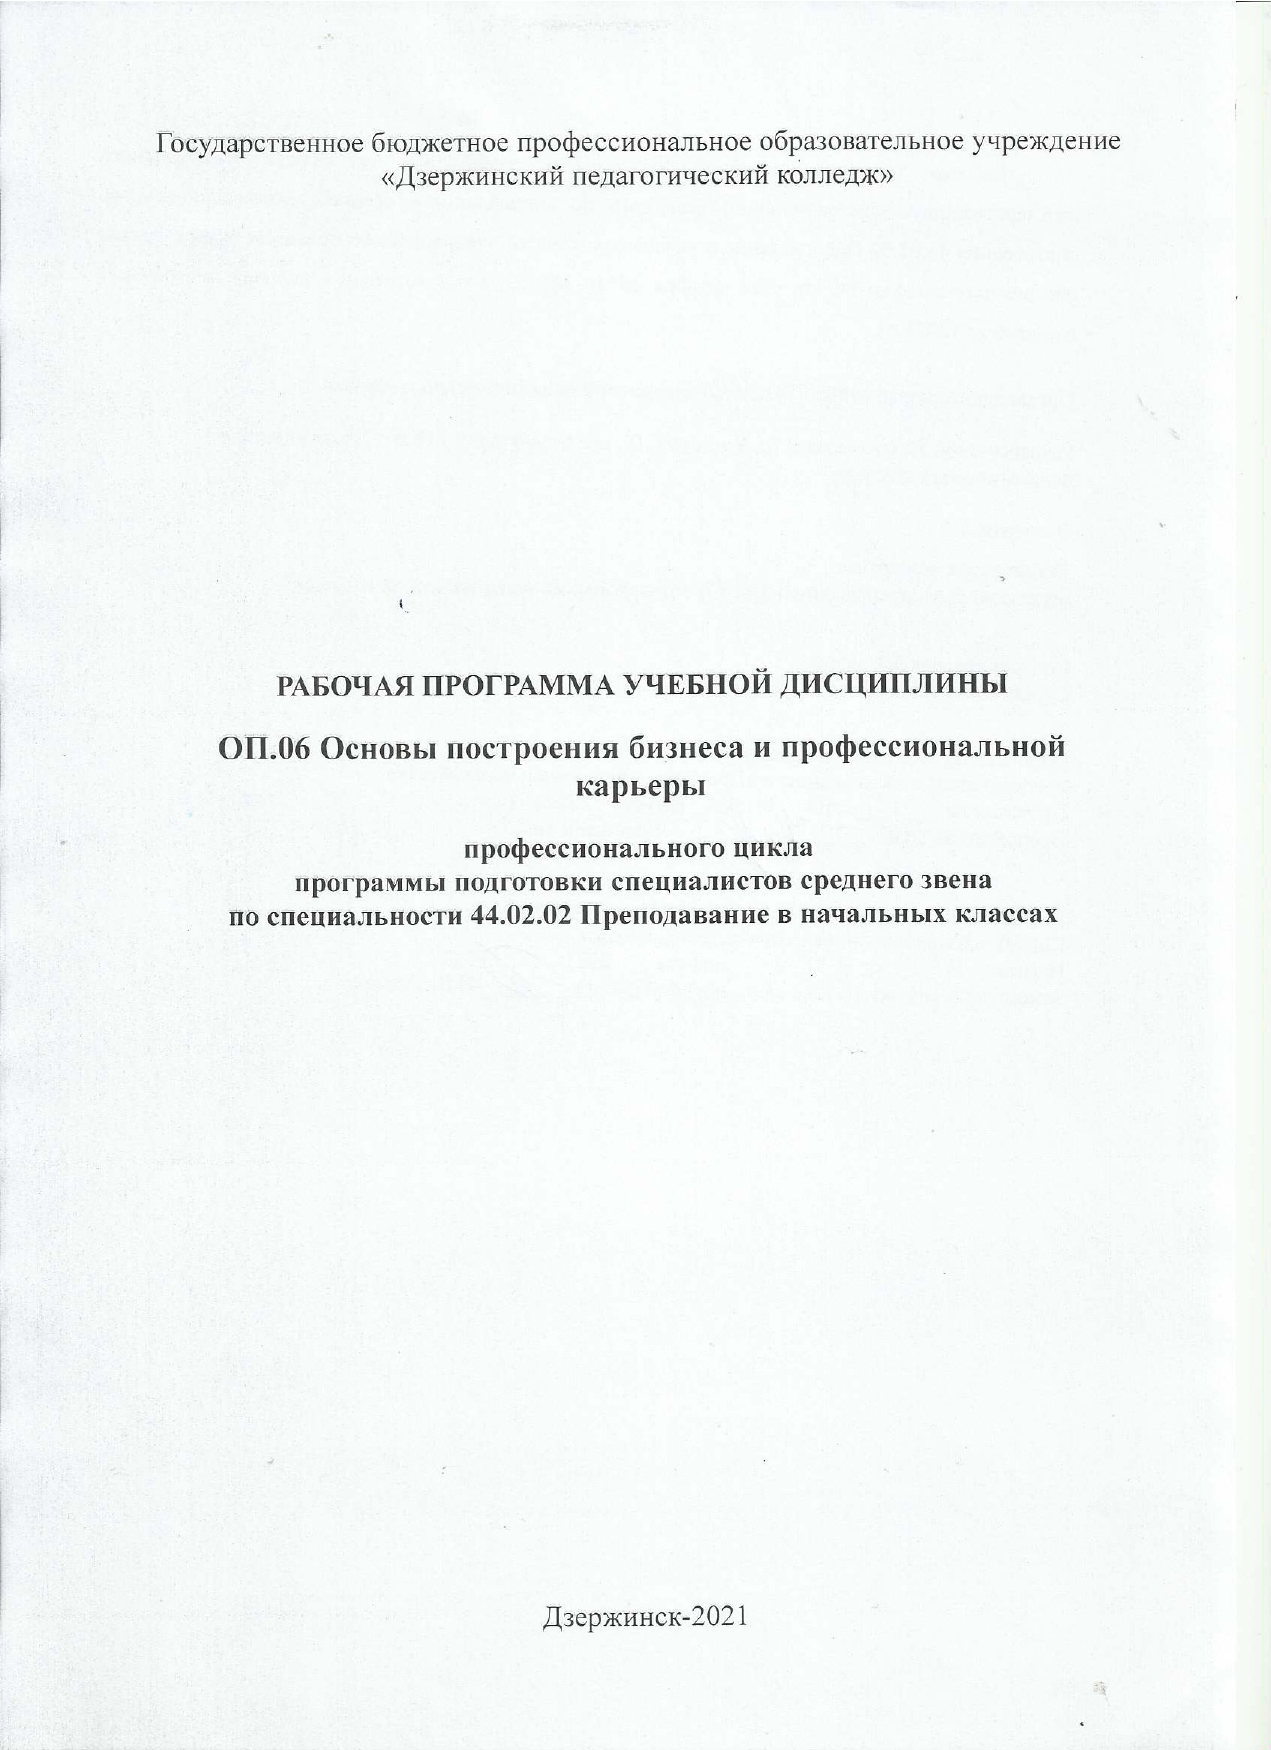 Государственное бюджетное профессиональное образовательное учреждение
«Дзержинский педагогический колледж»
РАБОЧАЯ ПРОГРАММА УЧЕБНОЙ ДИСЦИПЛИНЫ
ОП.06 Основы построения бизнеса и профессиональной
карьеры
профессионального цикла
программы подготовки специалистов среднего звена
по специальности 44.02.02 Преподавание в начальных классах
Дзержинск-2021